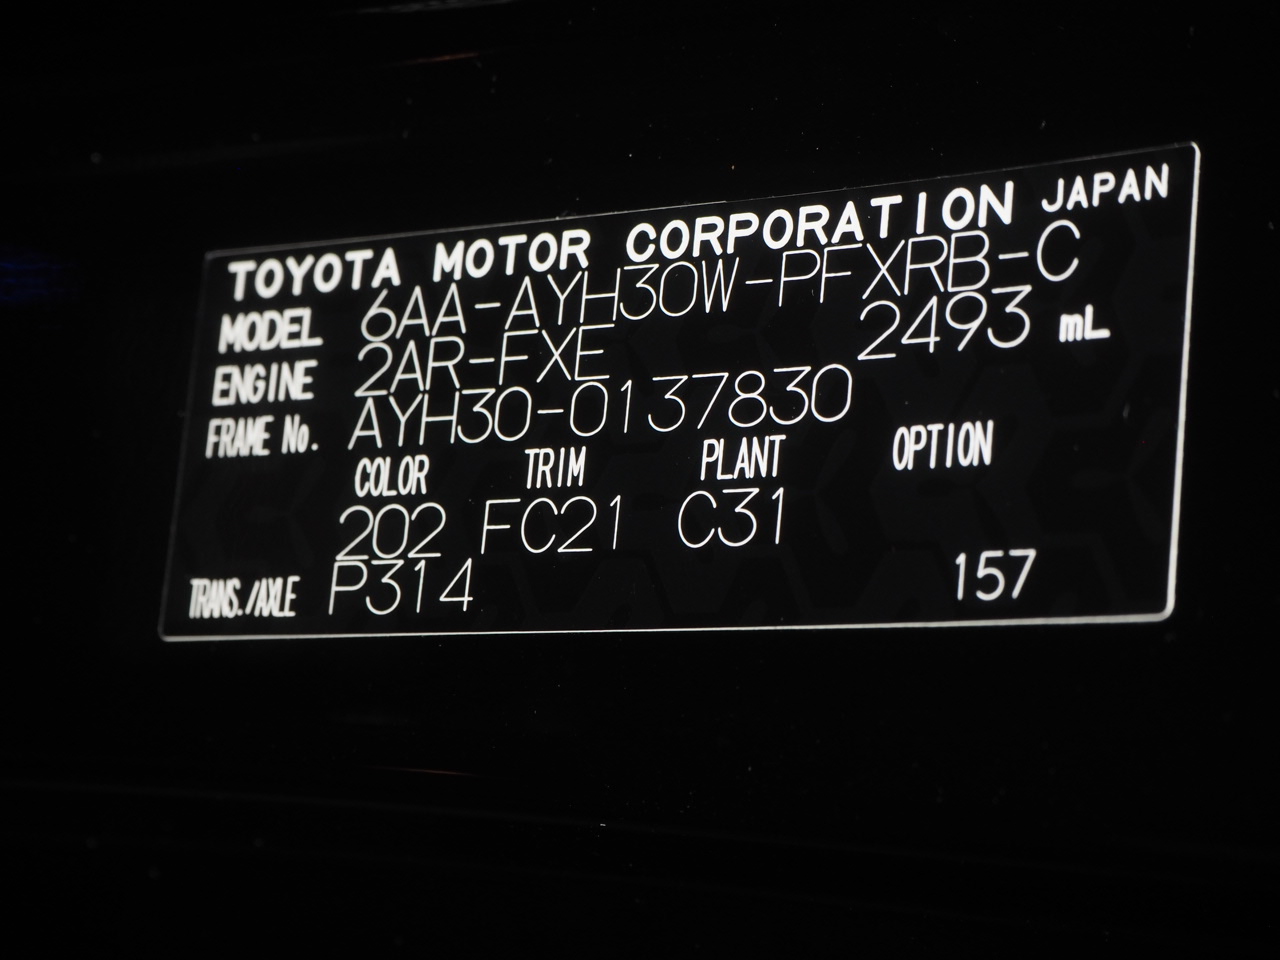 TOYOTA MOTOR CORPORATION JAPAN
MODEL 6AA-AYH30W-PFXRB-C
ENGINE 2AR-FXE 2493 mL
FRAME No. AYH30-0137830
COLOR TRIM PLANT OPTION
202 FC21 C31
TRANS./AXLE P314 157